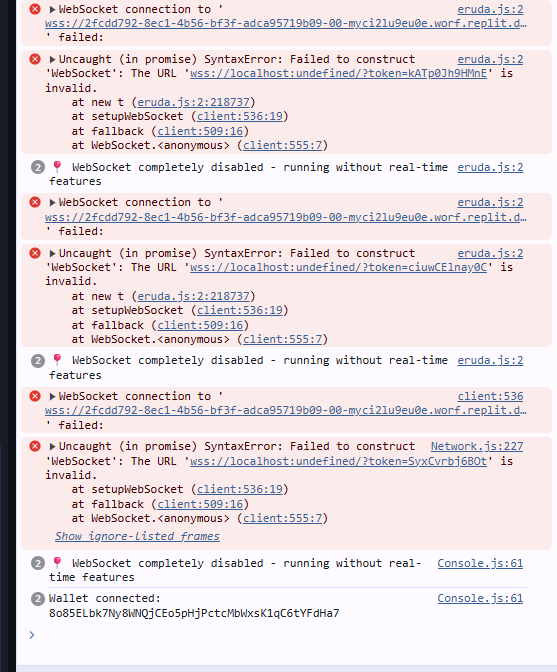 WebSocket connection to ' eruda.js:2
wss://2fcdd792-8ec1-4b56-bf3f-adca95719b09-00-myci2lu9eu0e.worf.replit.d…
' failed:
Uncaught (in promise) SyntaxError: Failed to construct eruda.js:2
'WebSocket': The URL 'wss://localhost:undefined/?token=kATp0Jh9HMnE' is
invalid.
at new t (eruda.js:2:218737)
at setupWebSocket (client:536:19)
at fallback (client:509:16)
at WebSocket.<anonymous> (client:555:7)
2 📍 WebSocket completely disabled - running without real-time eruda.js:2
features
WebSocket connection to ' eruda.js:2
wss://2fcdd792-8ec1-4b56-bf3f-adca95719b09-00-myci2lu9eu0e.worf.replit.d…
' failed:
Uncaught (in promise) SyntaxError: Failed to construct eruda.js:2
'WebSocket': The URL 'wss://localhost:undefined/?token=ciuwCElnay0C' is
invalid.
at new t (eruda.js:2:218737)
at setupWebSocket (client:536:19)
at fallback (client:509:16)
at WebSocket.<anonymous> (client:555:7)
2 📍 WebSocket completely disabled - running without real-time eruda.js:2
features
WebSocket connection to ' client:536
wss://2fcdd792-8ec1-4b56-bf3f-adca95719b09-00-myci2lu9eu0e.worf.replit.d…
' failed:
Uncaught (in promise) SyntaxError: Failed to construct Network.js:227
'WebSocket': The URL 'wss://localhost:undefined/?token=SyxCvrbj6BOt' is
invalid.
at setupWebSocket (client:536:19)
at fallback (client:509:16)
at WebSocket.<anonymous> (client:555:7)
Show ignore-listed frames
2 📍 WebSocket completely disabled - running without real- Console.js:61
time features
2 Wallet connected: Console.js:61
8o85ELbk7Ny8WNQjCEo5pHjPctcMbWxsK1qC6tYFdHa7